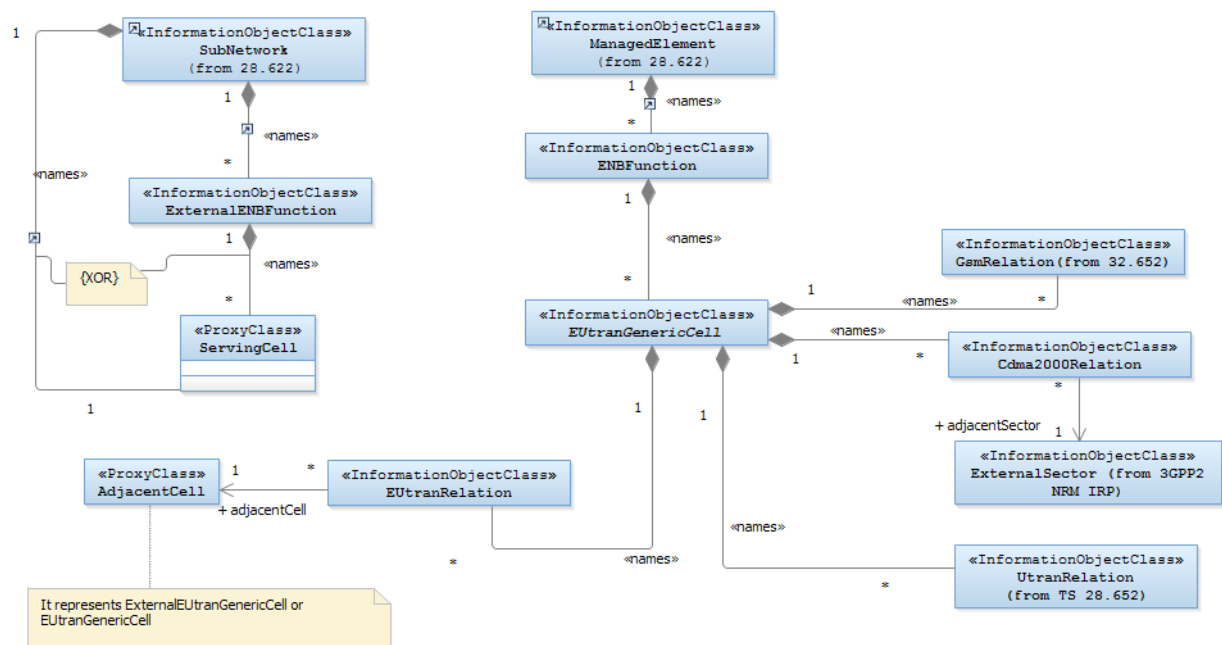 1
«InformationObjectClass»
SubNetwork
(from 28.622)
1
«names»
*
«names»
«InformationObjectClass»
ExternalENBFunction
1
«names»
{XOR}
*
«ProxyClass»
ServingCell
1
«InformationObjectClass»
ManagedElement
(from 28.622)
1
«names»
*
«InformationObjectClass»
ENBFunction
1
«names»
*
«InformationObjectClass»
EUtranGenericCell
1
«names»
*
«InformationObjectClass»
GsmRelation(from 32.652)
«names»
1
*
«InformationObjectClass»
Cdma2000Relation
*
+ adjacentSector
1
«InformationObjectClass»
ExternalSector (from 3GPP2
NRM IRP)
1
1
«ProxyClass»
AdjacentCell
1
*
+ adjacentCell
«InformationObjectClass»
EUtranRelation
*
«names»
«names»
*
«InformationObjectClass»
UtranRelation
(from TS 28.652)
It represents ExternalEUtranGenericCell or
EUtranGenericCell